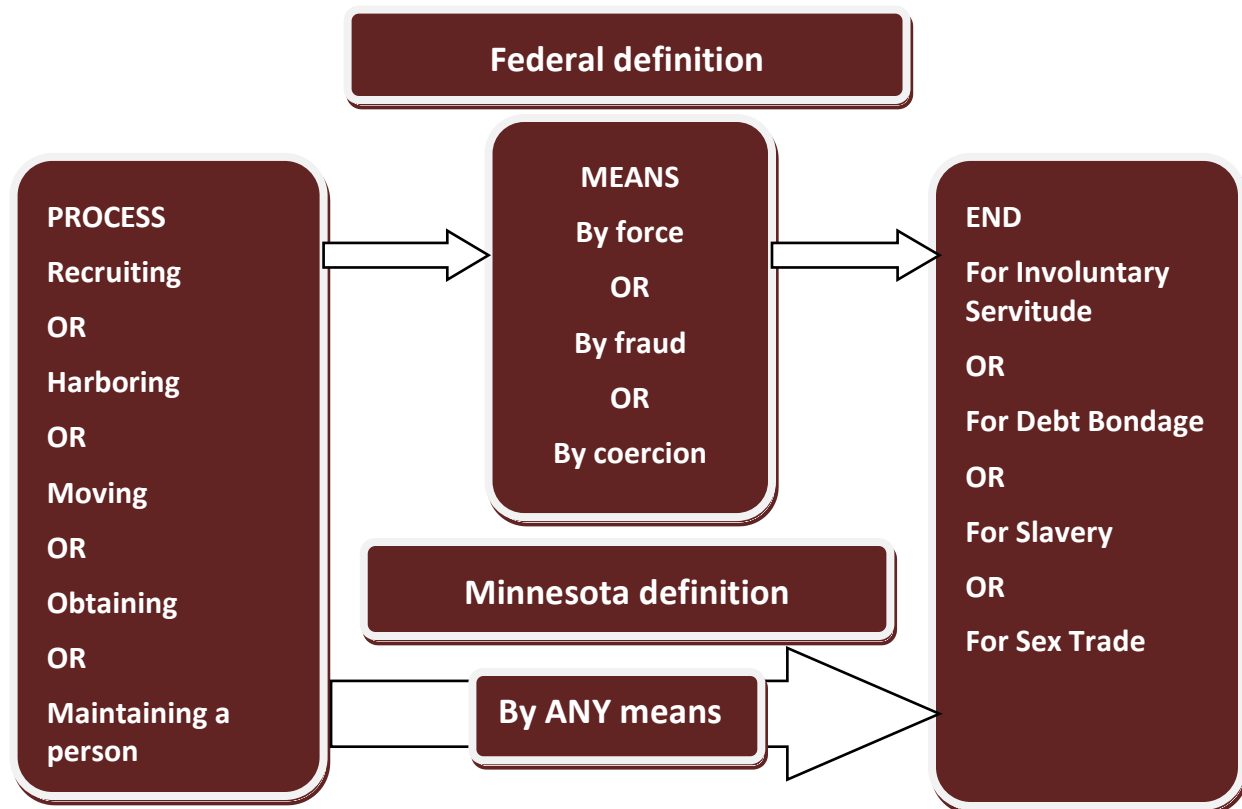 Federal definition
PROCESS
Recruiting
OR
Harboring
OR
Moving
OR
Obtaining
OR
Maintaining a
person
MEANS
By force
OR
By fraud
OR
By coercion
Minnesota definition
By ANY means
END
For Involuntary
Servitude
OR
For Debt Bondage
OR
For Slavery
OR
For Sex Trade